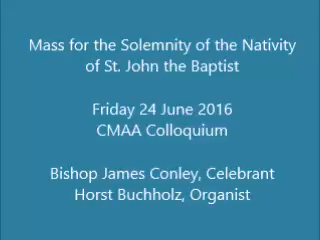 Mass for the Solemnity of the Nativity
of St. John the Baptist
Friday 24 June 2016
CMAA Colloquium
Bishop James Conley, Celebrant
Horst Buchholz, Organist